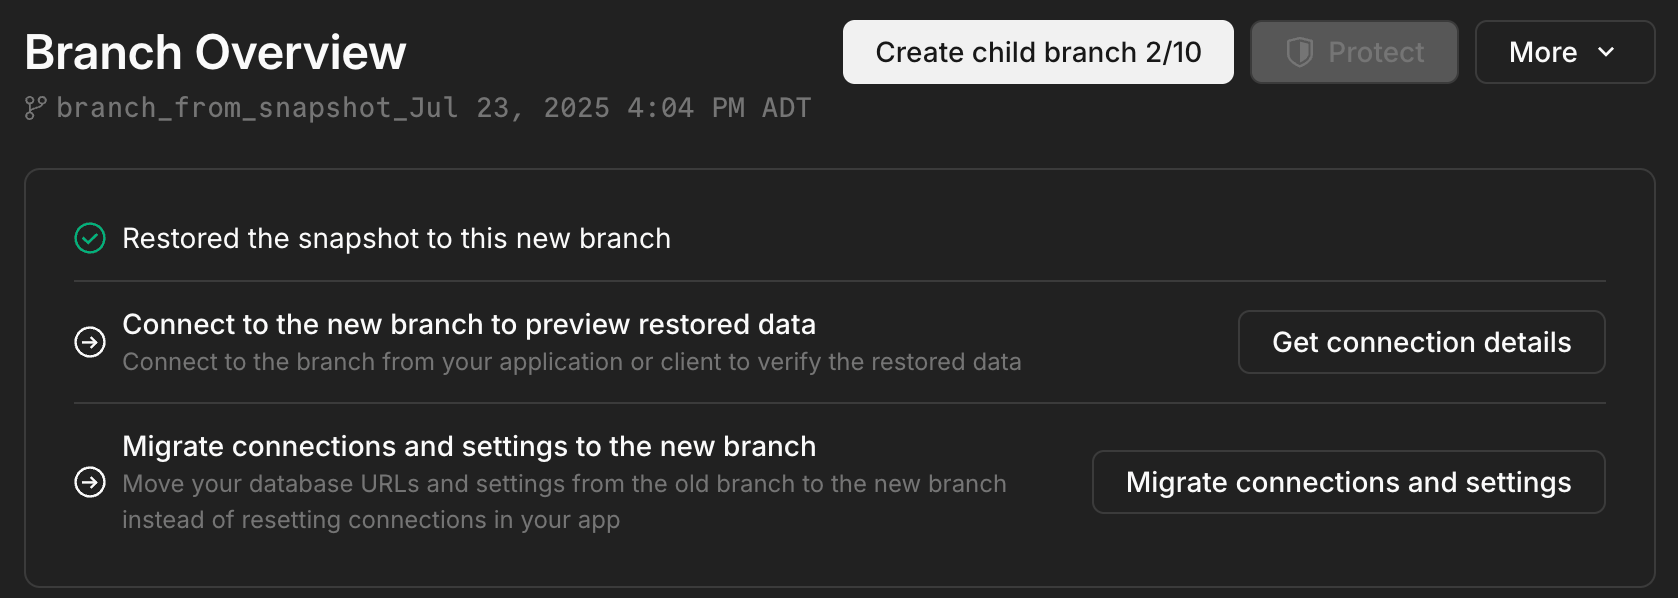 Branch Overview
Create child branch 2/10
Protect
More
branch_from_snapshot_Jul 23, 2025 4:04 PM ADT
Restored the snapshot to this new branch
Connect to the new branch to preview restored data
Connect to the branch from your application or client to verify the restored data
Get connection details
Migrate connections and settings to the new branch
Move your database URLs and settings from the old branch to the new branch
instead of resetting connections in your app
Migrate connections and settings